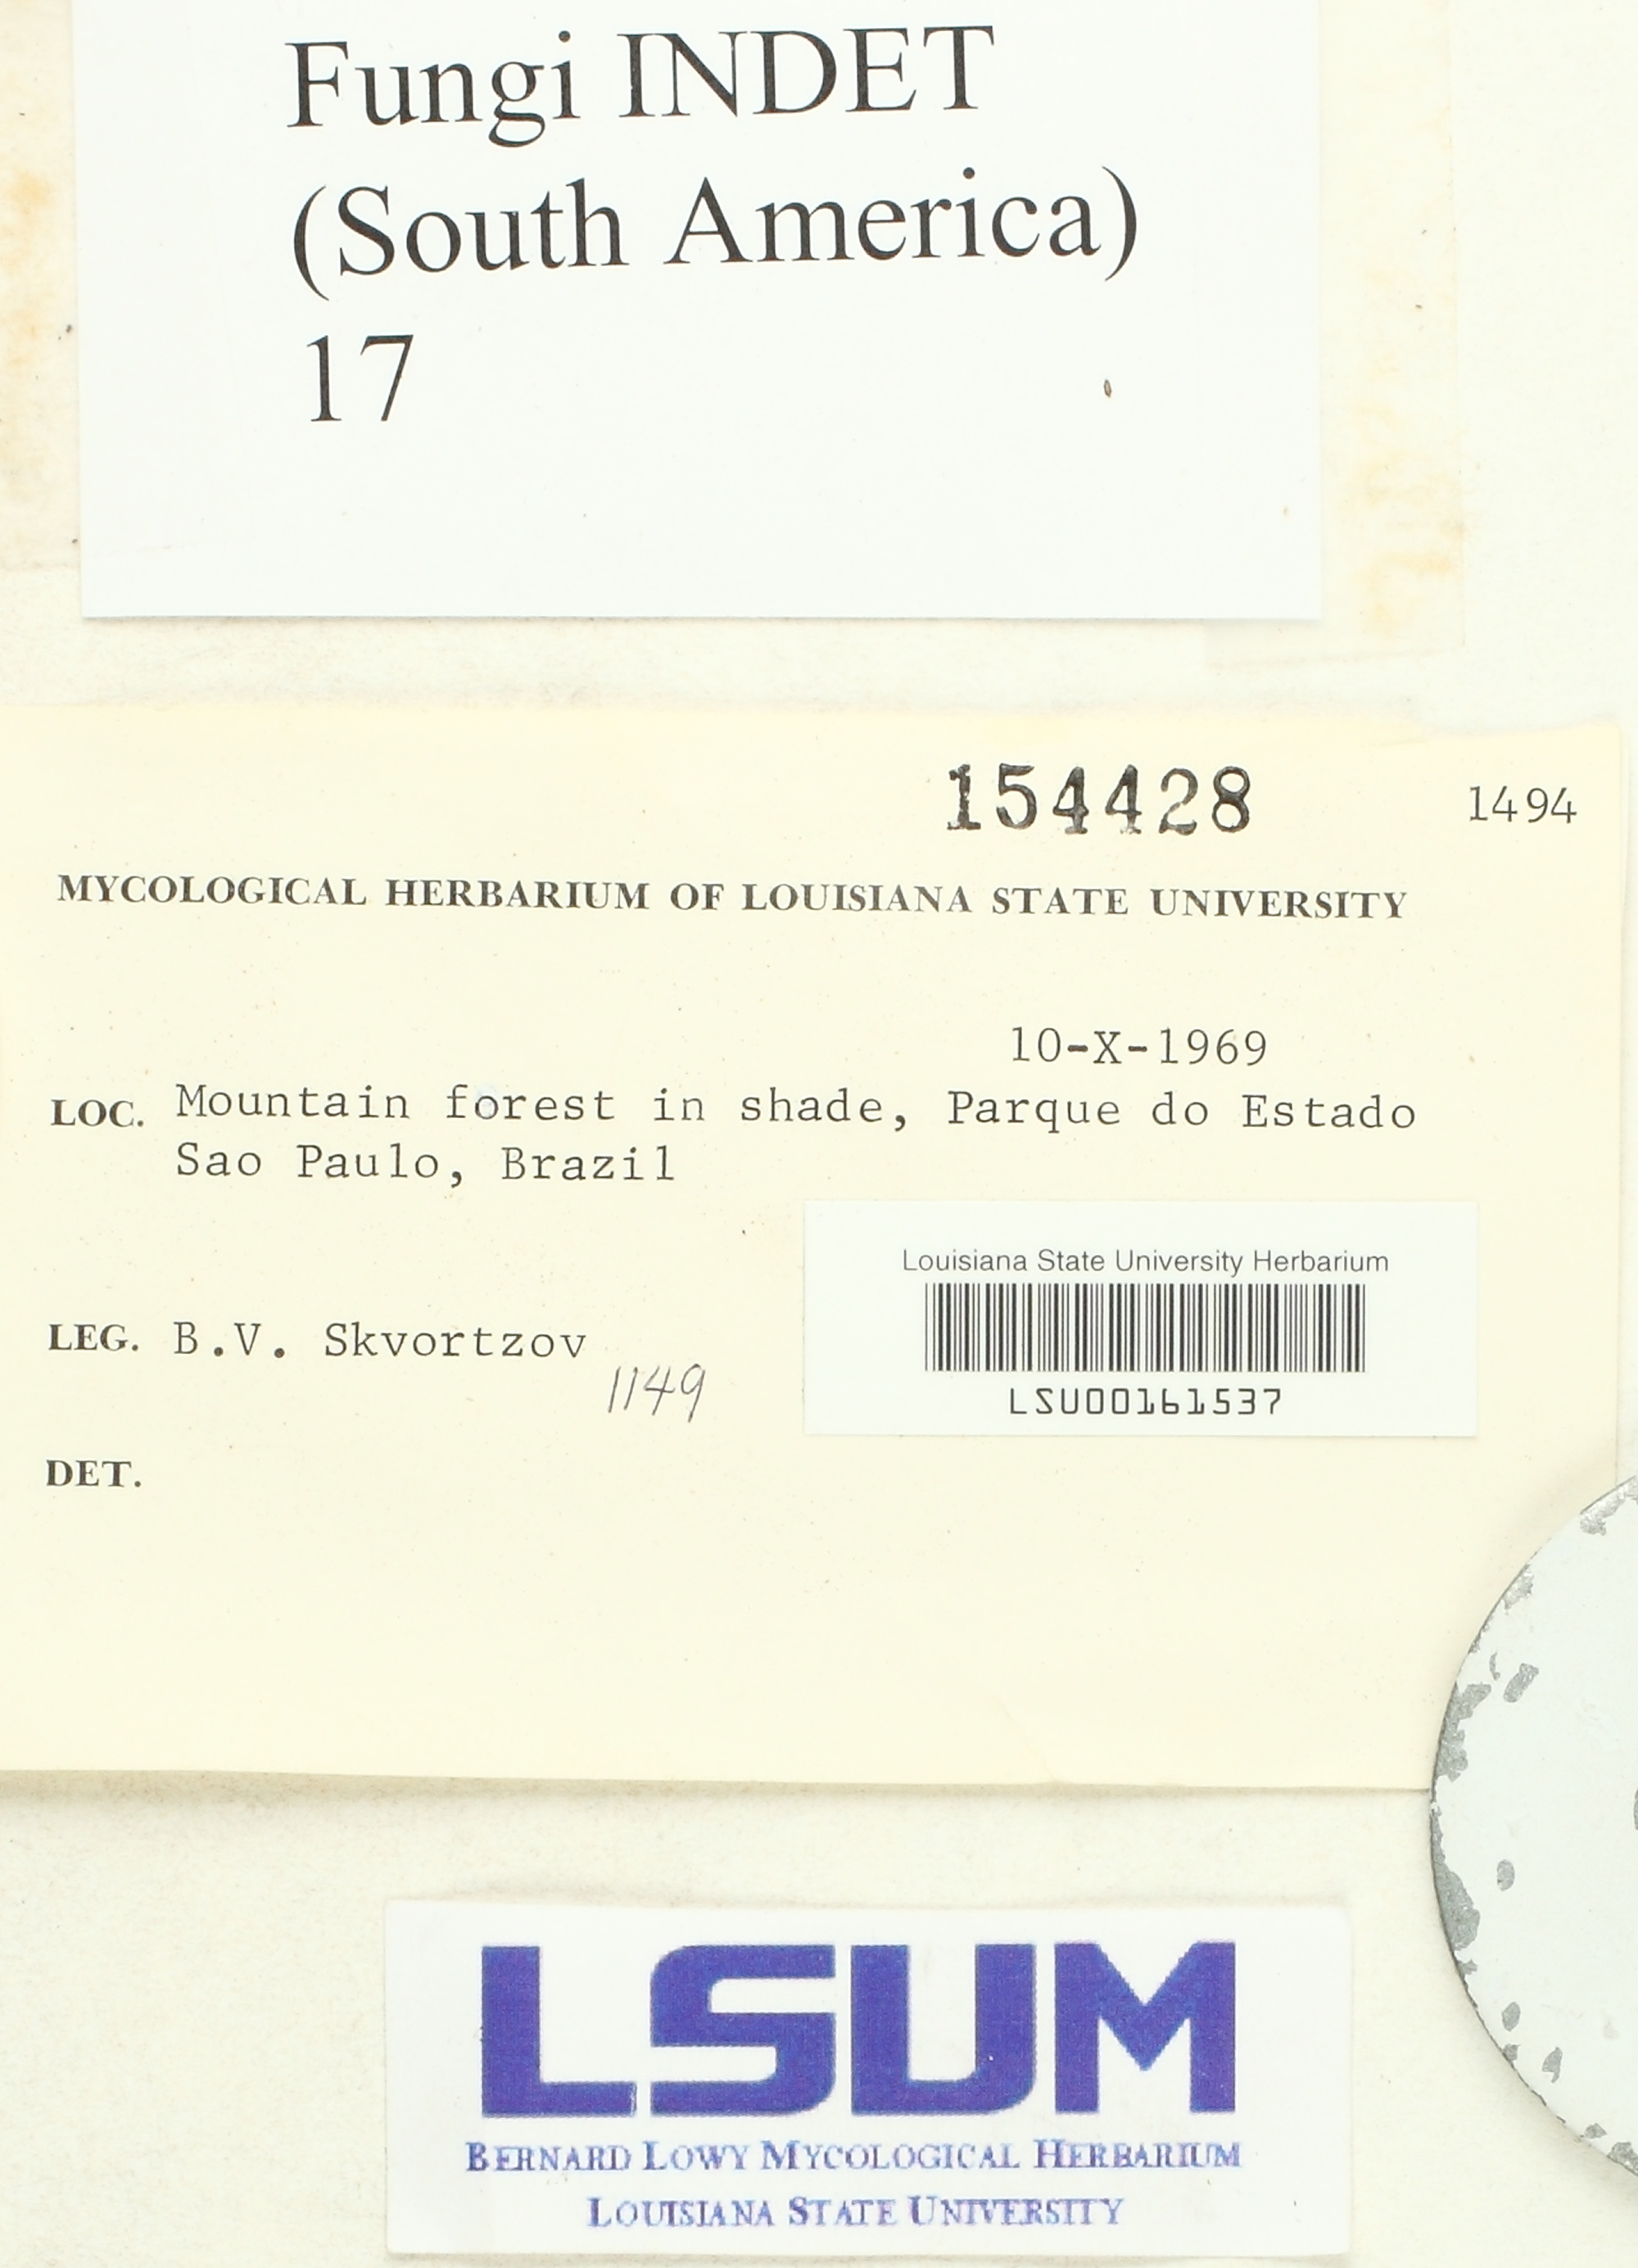 Fungi INDET
(South America)
17
154428
1494
MYCOLOGICAL HERBARIUM OF LOUISIANA STATE UNIVERSITY
10-X-1969
LOC. Mountain forest in shade, Parque do Estado
Sao Paulo, Brazil
Louisiana State University Herbarium
LSU00161537
LEG. B.V. Skvortzov
1149
DET.
LSUM
BERNARD LOWY MYCOLOGICAL HERBARIUM
LOUISIANA STATE UNIVERSITY